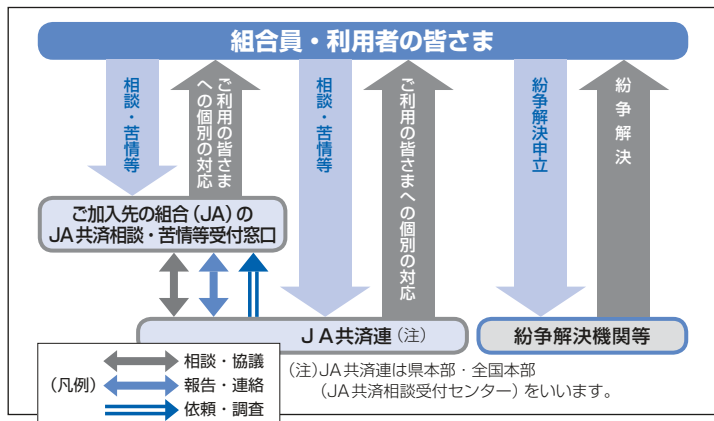 組合員・利用者の皆さま
相談・苦情等
ご利用の皆さま
への個別の対応
相談・苦情等
ご利用の皆さまへの個別の対応
紛争解決申立
紛争解決
ご加入先の組合(JA)の
JA共済相談・苦情等受付窓口
JA共済連(注)
紛争解決機関等
(凡例)
相談・協議
報告・連絡
依頼・調査
(注)JA共済連は県本部・全国本部
(JA共済相談受付センター)をいいます。